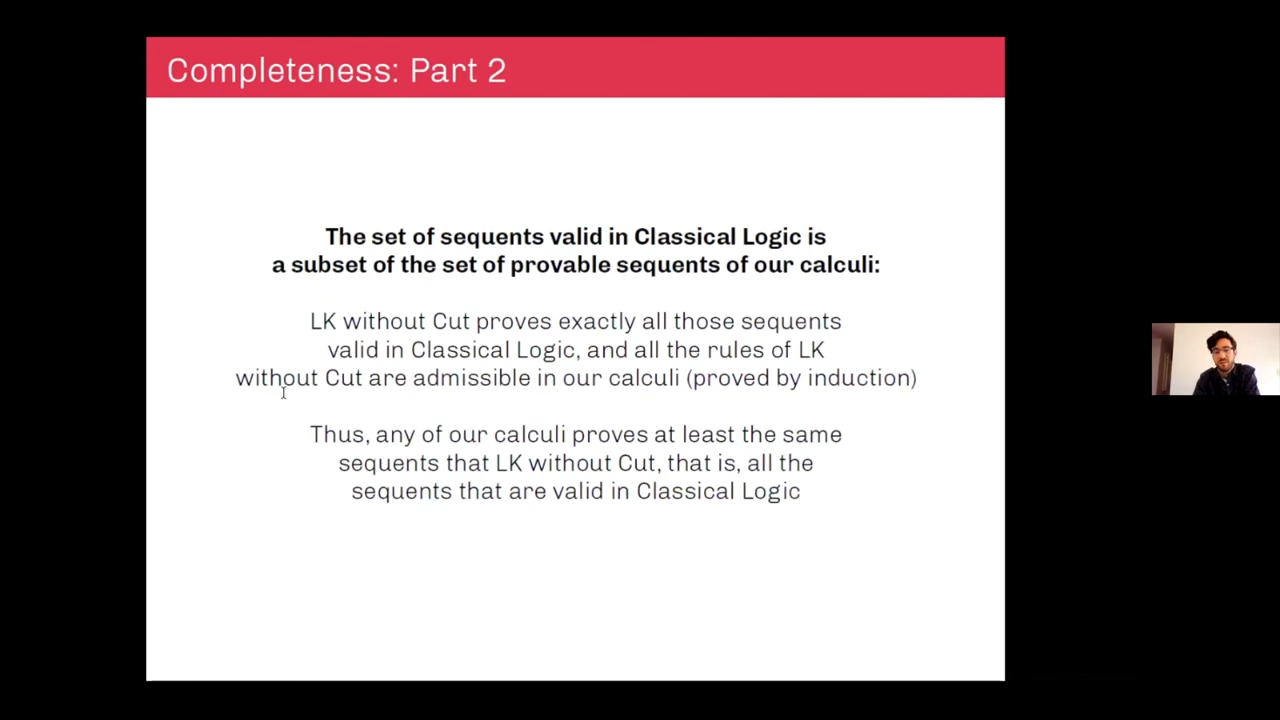 Completeness: Part 2
The set of sequents valid in Classical Logic is
a subset of the set of provable sequents of our calculi:
LK without Cut proves exactly all those sequents
valid in Classical Logic, and all the rules of LK
without Cut are admissible in our calculi (proved by induction)
Thus, any of our calculi proves at least the same
sequents that LK without Cut, that is, all the
sequents that are valid in Classical Logic